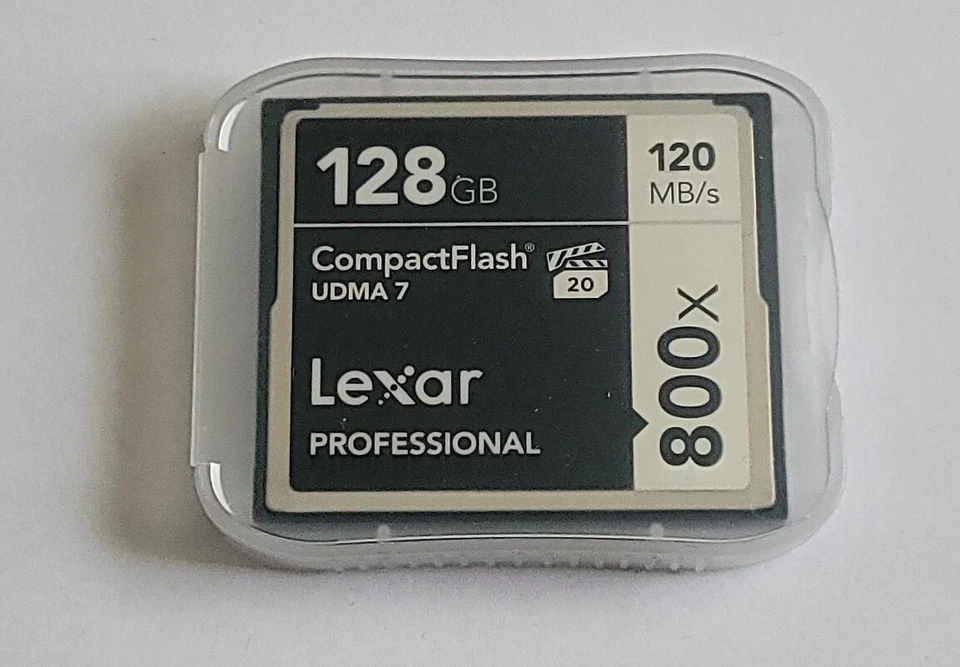 128GB
120
MB/s
CompactFlash®
UDMA 7
20
800x
Lexar
PROFESSIONAL